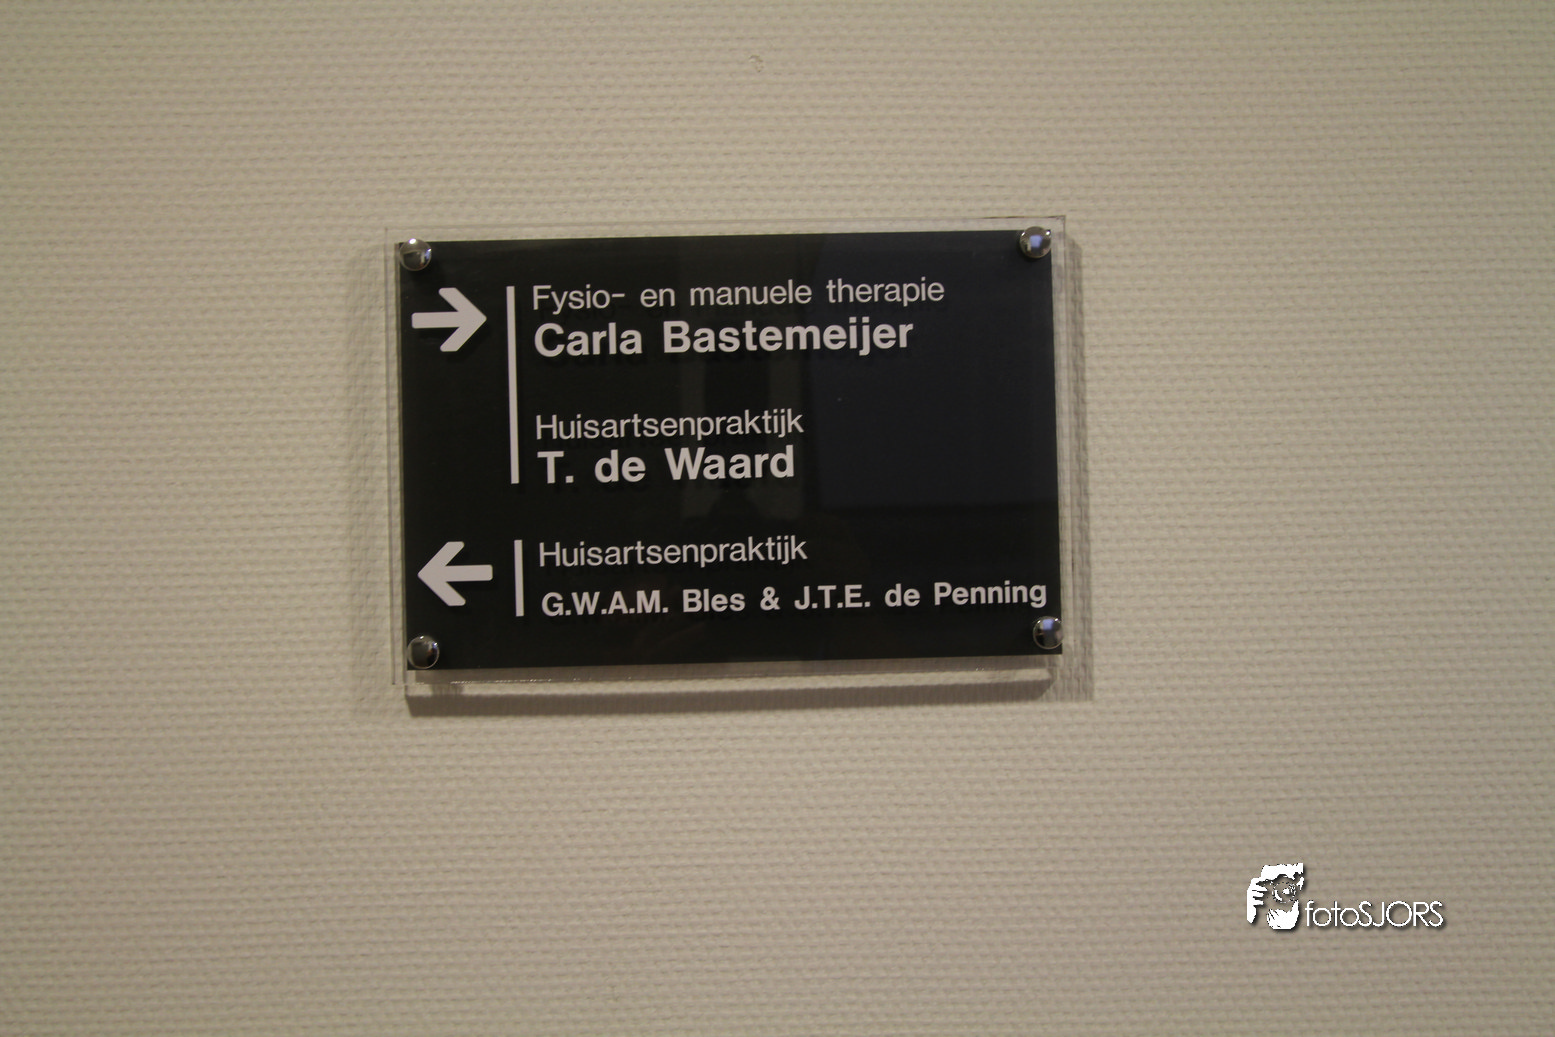 Fysio- en manuele therapie
Carla Bastemeijer
Huisartsenpraktijk
T. de Waard
Huisartsenpraktijk
G.W.A.M. Bles & J.T.E. de Penning
fotoSJORS